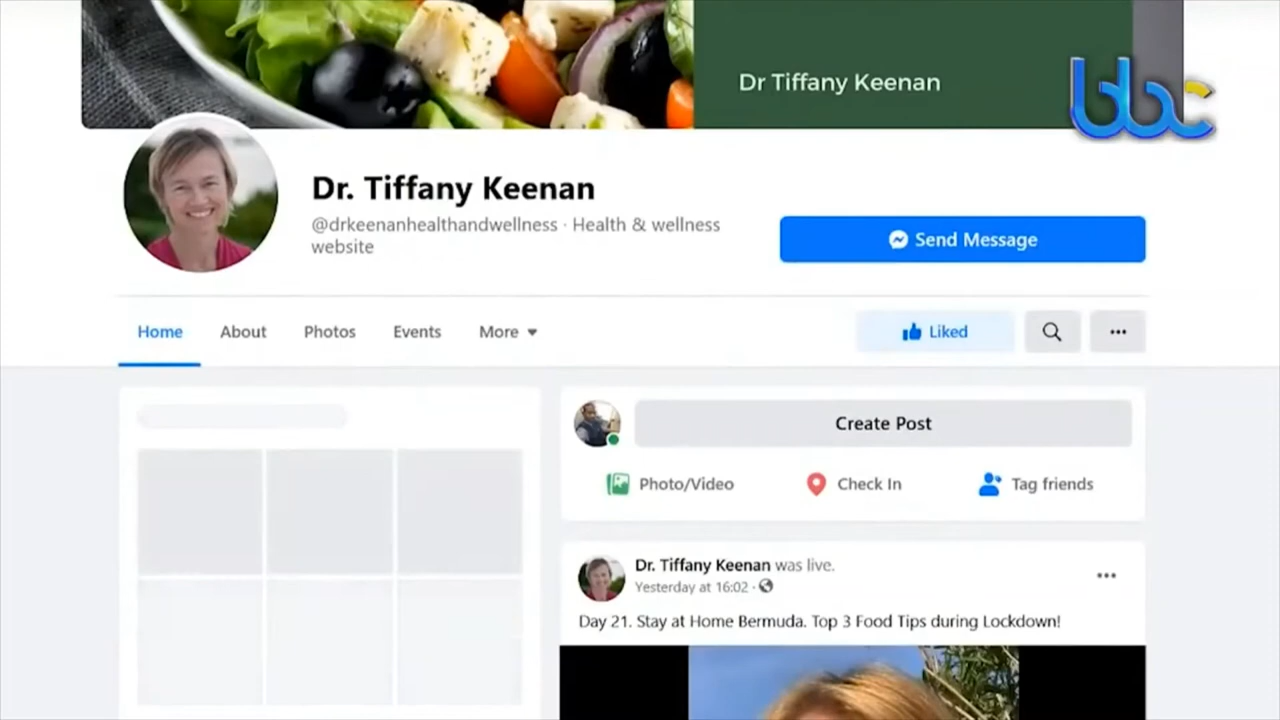 Dr Tiffany Keenan
bbc
Dr. Tiffany Keenan
@drkeenanhealthandwellness · Health & wellness
website
Send Message
Home
About
Photos
Events
More
Liked
Create Post
Photo/Video
Check In
Tag friends
Dr. Tiffany Keenan was live.
Yesterday at 16:02 ·
Day 21. Stay at Home Bermuda. Top 3 Food Tips during Lockdown!